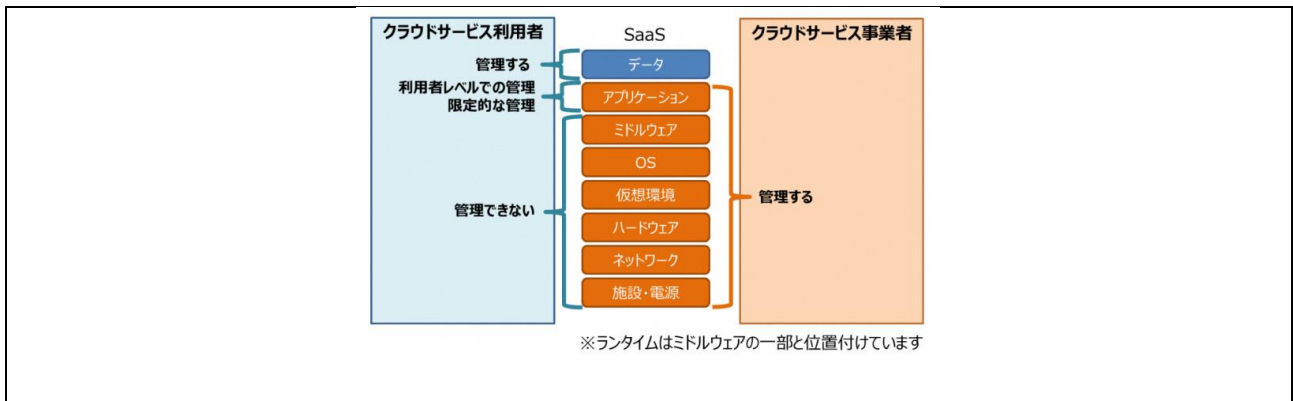 クラウドサービス利用者
SaaS
クラウドサービス事業者
管理する
データ
利用者レベルでの管理
限定的な管理
アプリケーション
ミドルウェア
OS
仮想環境
管理する
管理できない
ハードウェア
ネットワーク
施設・電源
※ランタイムはミドルウェアの一部と位置付けています